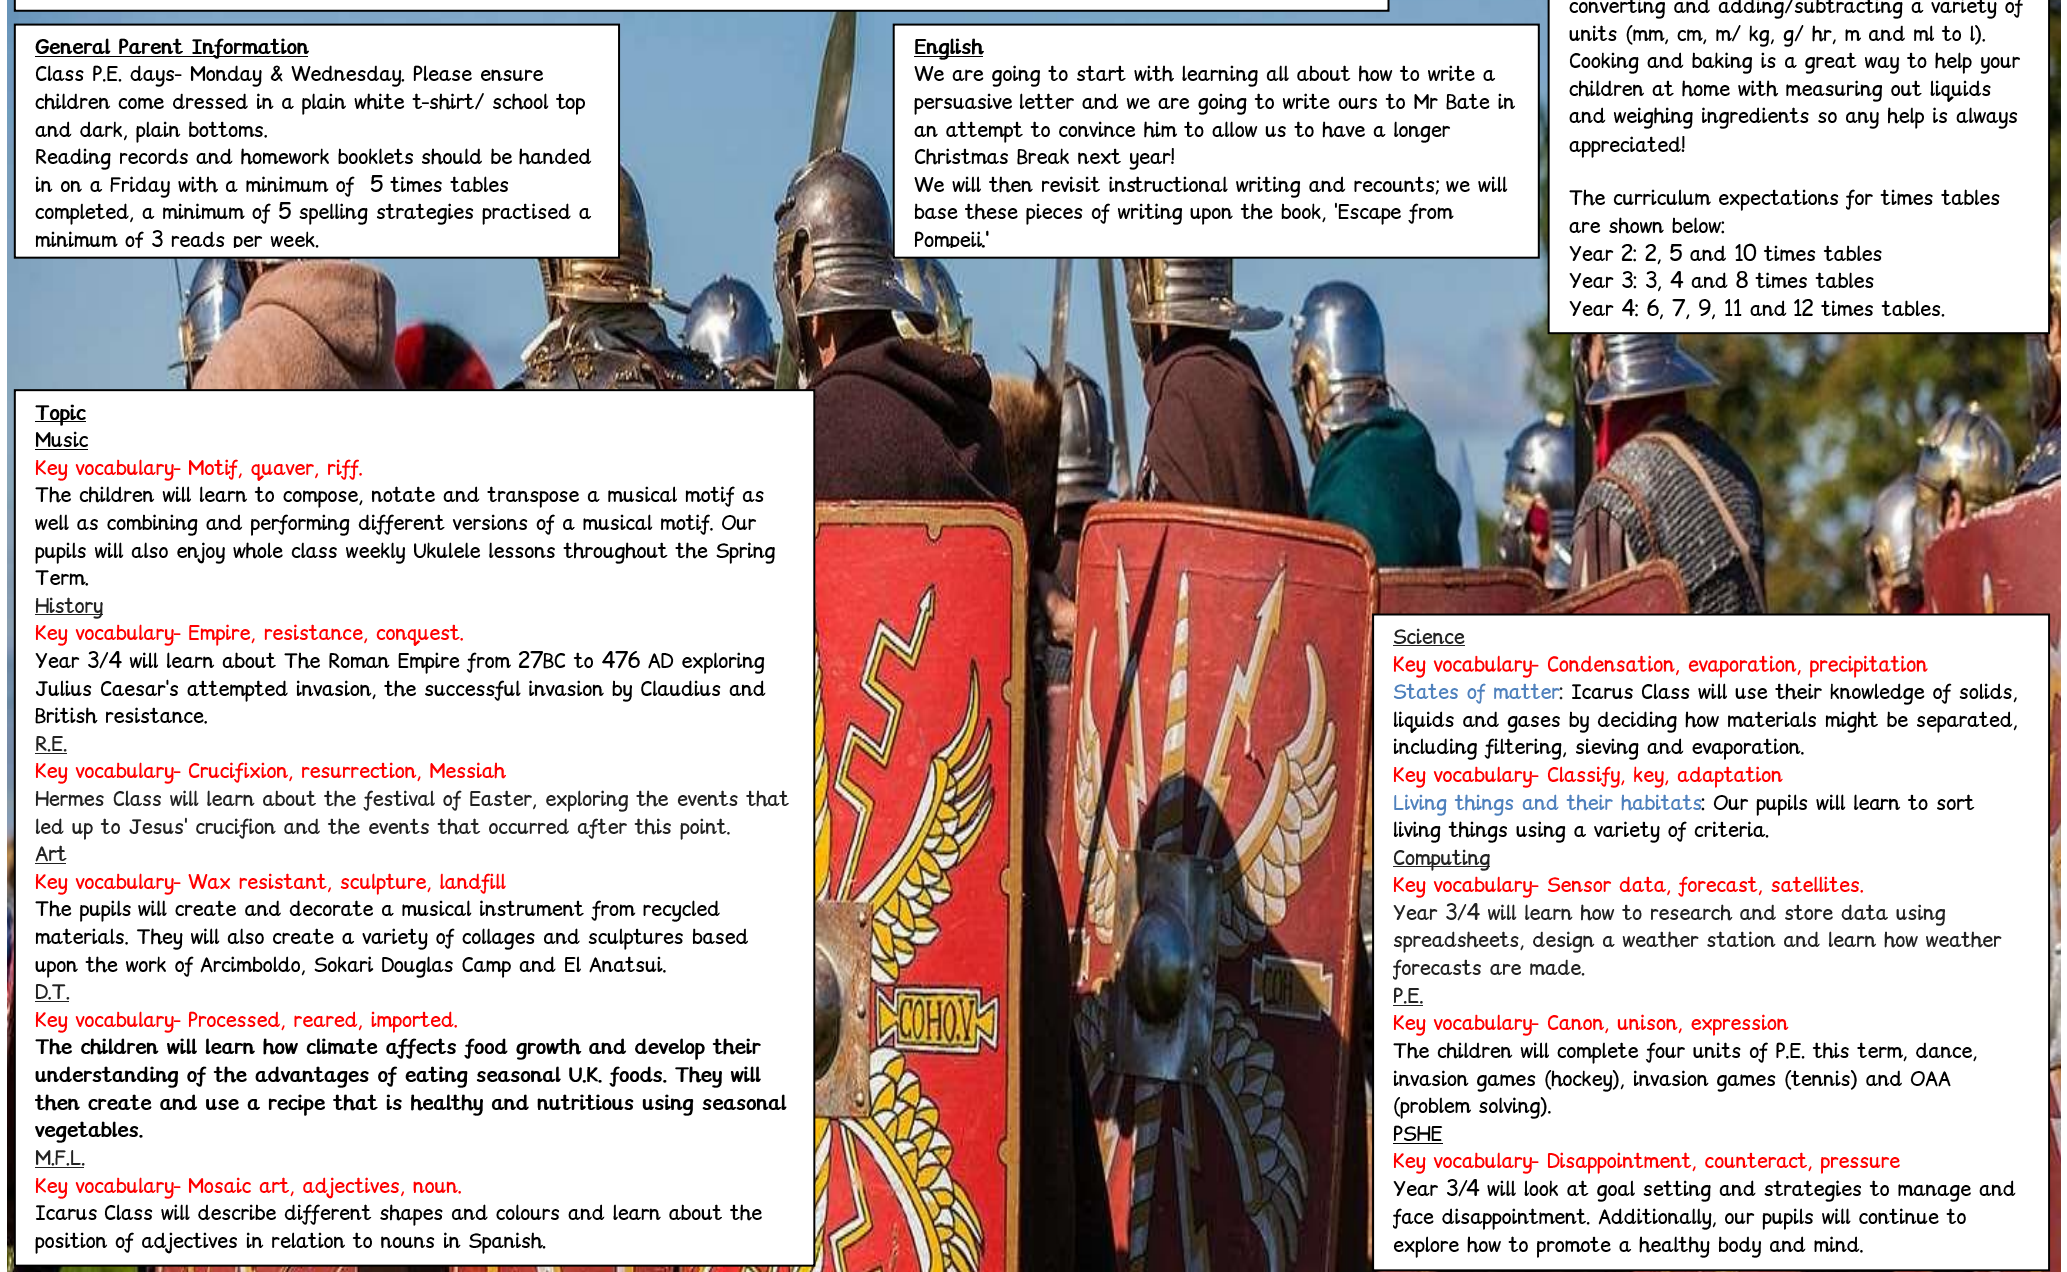 General Parent Information
Class P.E. days- Monday & Wednesday. Please ensure
children come dressed in a plain white t-shirt/ school top
and dark, plain bottoms.
Reading records and homework booklets should be handed
in on a Friday with a minimum of  5 times tables
completed, a minimum of 5 spelling strategies practised a
minimum of 3 reads per week.
English
We are going to start with learning all about how to write a
persuasive letter and we are going to write ours to Mr Bate in
an attempt to convince him to allow us to have a longer
Christmas Break next year!
We will then revisit instructional writing and recounts; we will
base these pieces of writing upon the book, 'Escape from
Pompeii.'
converting and adding/subtracting a variety of
units (mm, cm, m/ kg, g/ hr, m and ml to l).
Cooking and baking is a great way to help your
children at home with measuring out liquids
and weighing ingredients so any help is always
appreciated!
The curriculum expectations for times tables
are shown below:
Year 2: 2, 5 and 10 times tables
Year 3: 3, 4 and 8 times tables
Year 4: 6, 7, 9, 11 and 12 times tables.
Topic
Music
Key vocabulary- Motif, quaver, riff.
The children will learn to compose, notate and transpose a musical motif as
well as combining and performing different versions of a musical motif. Our
pupils will also enjoy whole class weekly Ukulele lessons throughout the Spring
Term.
History
Key vocabulary- Empire, resistance, conquest.
Year 3/4 will learn about The Roman Empire from 27BC to 476 AD exploring
Julius Caesar's attempted invasion, the successful invasion by Claudius and
British resistance.
R.E.
Key vocabulary- Crucifixion, resurrection, Messiah
Hermes Class will learn about the festival of Easter, exploring the events that
led up to Jesus' crucifion and the events that occurred after this point.
Art
Key vocabulary- Wax resistant, sculpture, landfill
The pupils will create and decorate a musical instrument from recycled
materials. They will also create a variety of collages and sculptures based
upon the work of Arcimboldo, Sokari Douglas Camp and El Anatsui.
D.T.
Key vocabulary- Processed, reared, imported.
The children will learn how climate affects food growth and develop their
understanding of the advantages of eating seasonal U.K. foods. They will
then create and use a recipe that is healthy and nutritious using seasonal
vegetables.
M.F.L.
Key vocabulary- Mosaic art, adjectives, noun.
Icarus Class will describe different shapes and colours and learn about the
position of adjectives in relation to nouns in Spanish.
COHO.V
COH
Science
Key vocabulary- Condensation, evaporation, precipitation
States of matter: Icarus Class will use their knowledge of solids,
liquids and gases by deciding how materials might be separated,
including filtering, sieving and evaporation.
Key vocabulary- Classify, key, adaptation
Living things and their habitats: Our pupils will learn to sort
living things using a variety of criteria.
Computing
Key vocabulary- Sensor data, forecast, satellites.
Year 3/4 will learn how to research and store data using
spreadsheets, design a weather station and learn how weather
forecasts are made.
P.E.
Key vocabulary- Canon, unison, expression
The children will complete four units of P.E. this term, dance,
invasion games (hockey), invasion games (tennis) and OAA
(problem solving).
PSHE
Key vocabulary- Disappointment, counteract, pressure
Year 3/4 will look at goal setting and strategies to manage and
face disappointment. Additionally, our pupils will continue to
explore how to promote a healthy body and mind.